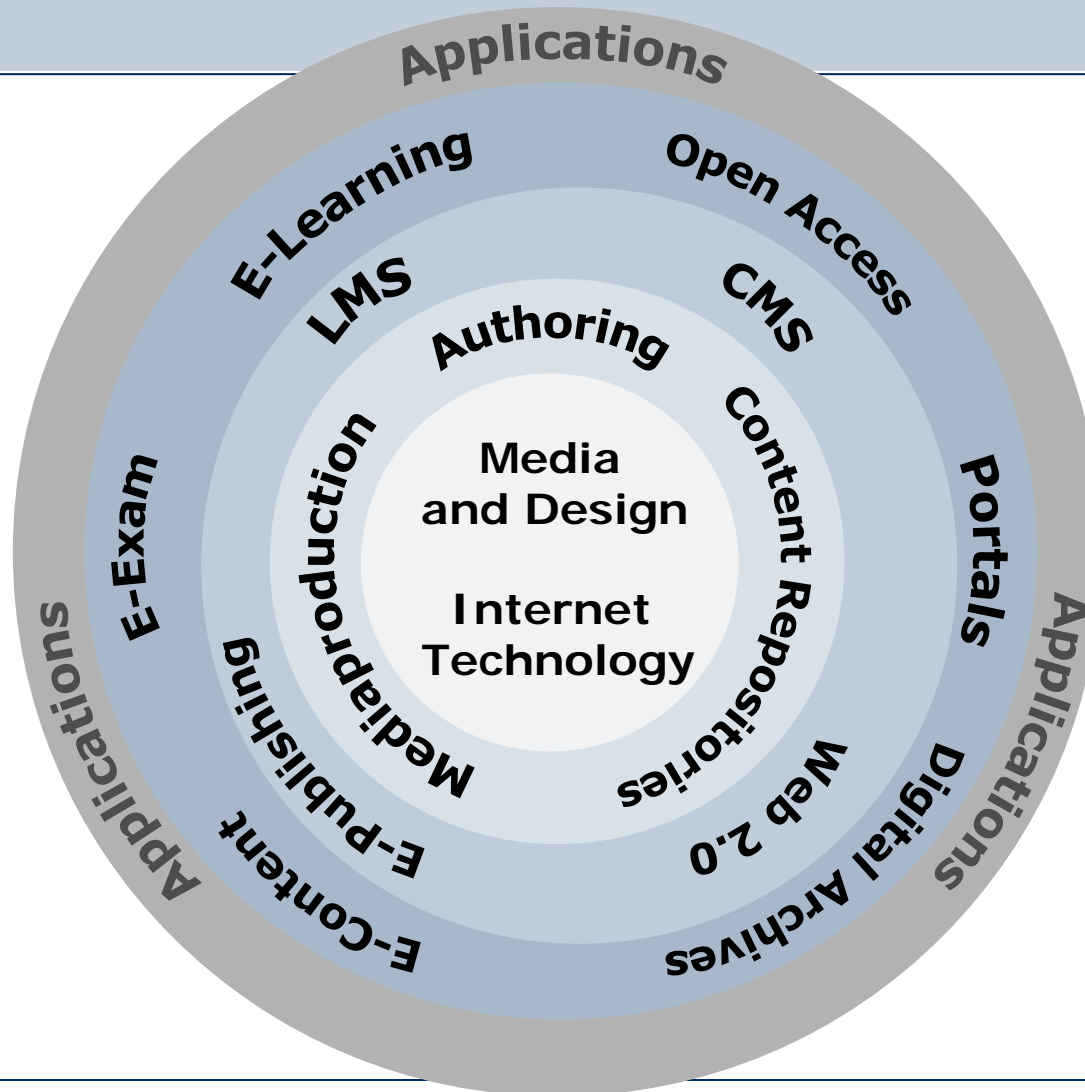 Applications
E-Learning
Open Access
LMS
CMS
Authoring
Content Repositories
Mediaproduction
Media
and Design
Internet
Technology
E-Exam
Portals
Applications
Applications
E-Publishing
Web 2.0
Digital Archives
E-Content